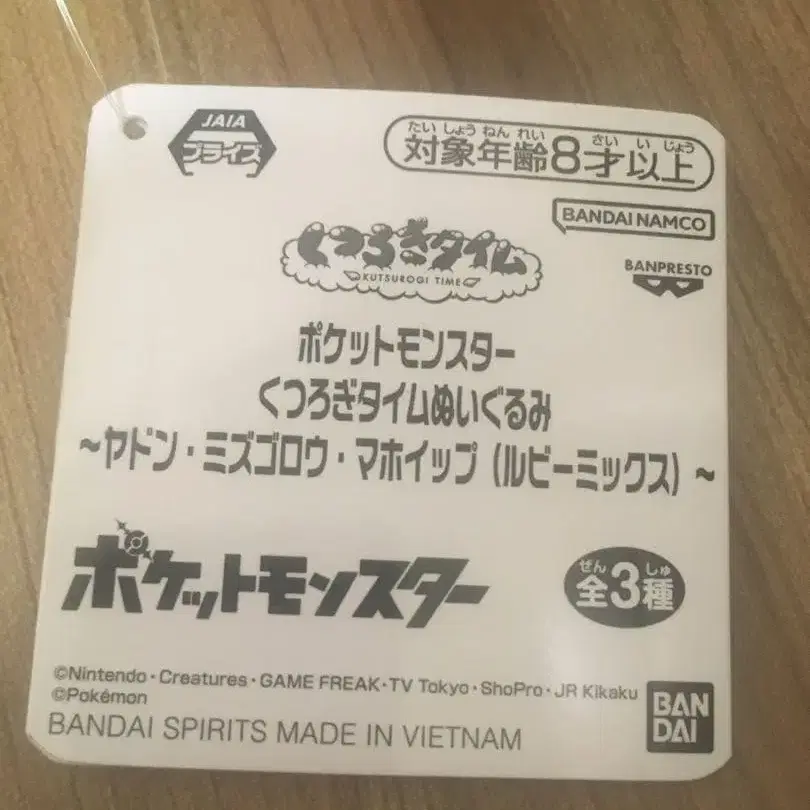 JAIA
プライズ
たいしょうねんれい さいいじょう
対象年齢8才以上
BANDAI NAMCO
BANPRESTO
くつろぎタイム
KUTSUROGI TIME
ポケットモンスター
くつろぎタイムぬいぐるみ
~ヤドン・ミズゴロウ・マホイップ(ルビーミックス)~
ポケットモンスター
ぜん しゅ
全3種
©Nintendo・Creatures・GAME FREAK・TV Tokyo・ShoPro・JR Kikaku
©Pokémon
BANDAI SPIRITS MADE IN VIETNAM
BAN
DAI